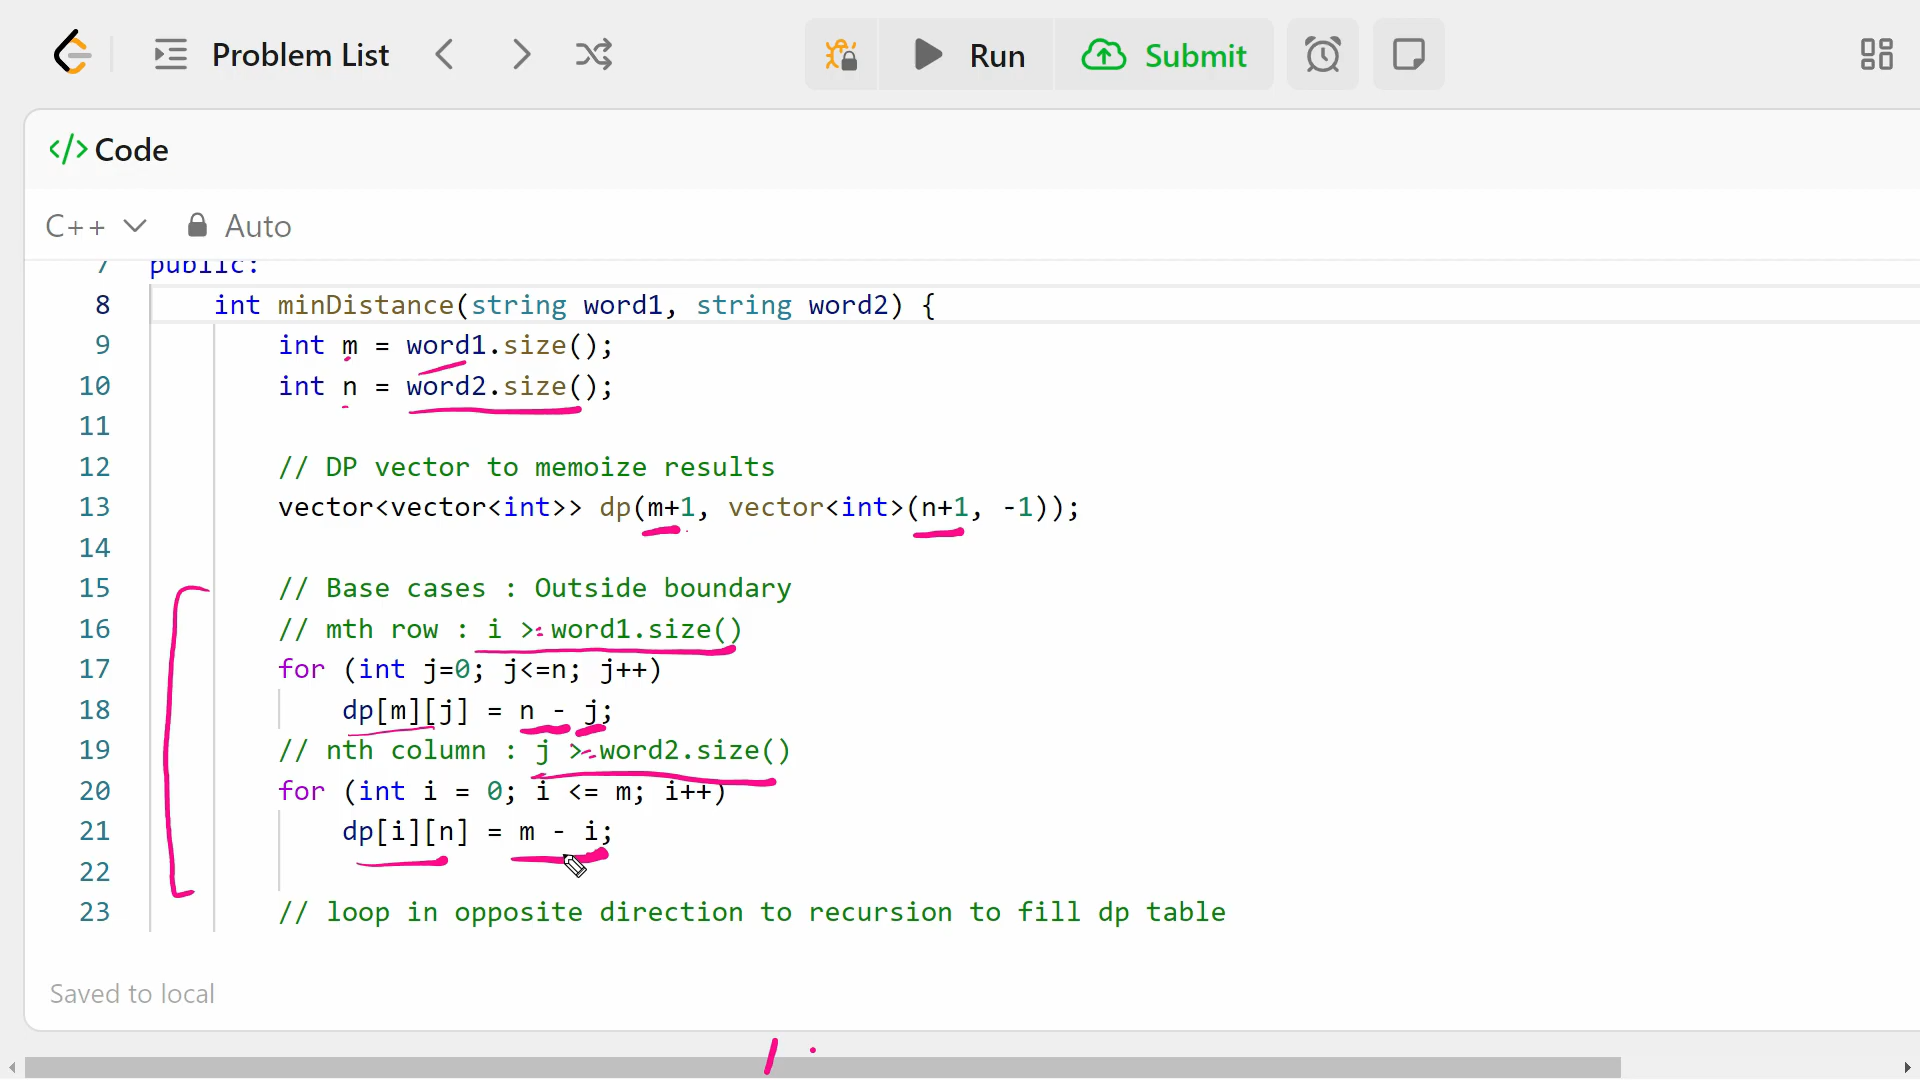 Problem List Run Submit
</> Code
C++ Auto
7 public:
8 int minDistance(string word1, string word2) {
9 int m = word1.size();
10 int n = word2.size();
11
12 // DP vector to memoize results
13 vector<vector<int>> dp(m+1, vector<int>(n+1, -1));
14
15 // Base cases : Outside boundary
16 // mth row : i >= word1.size()
17 for (int j=0; j<=n; j++)
18 dp[m][j] = n - j;
19 // nth column : j >= word2.size()
20 for (int i = 0; i <= m; i++)
21 dp[i][n] = m - i;
22
23 // loop in opposite direction to recursion to fill dp table
Saved to local